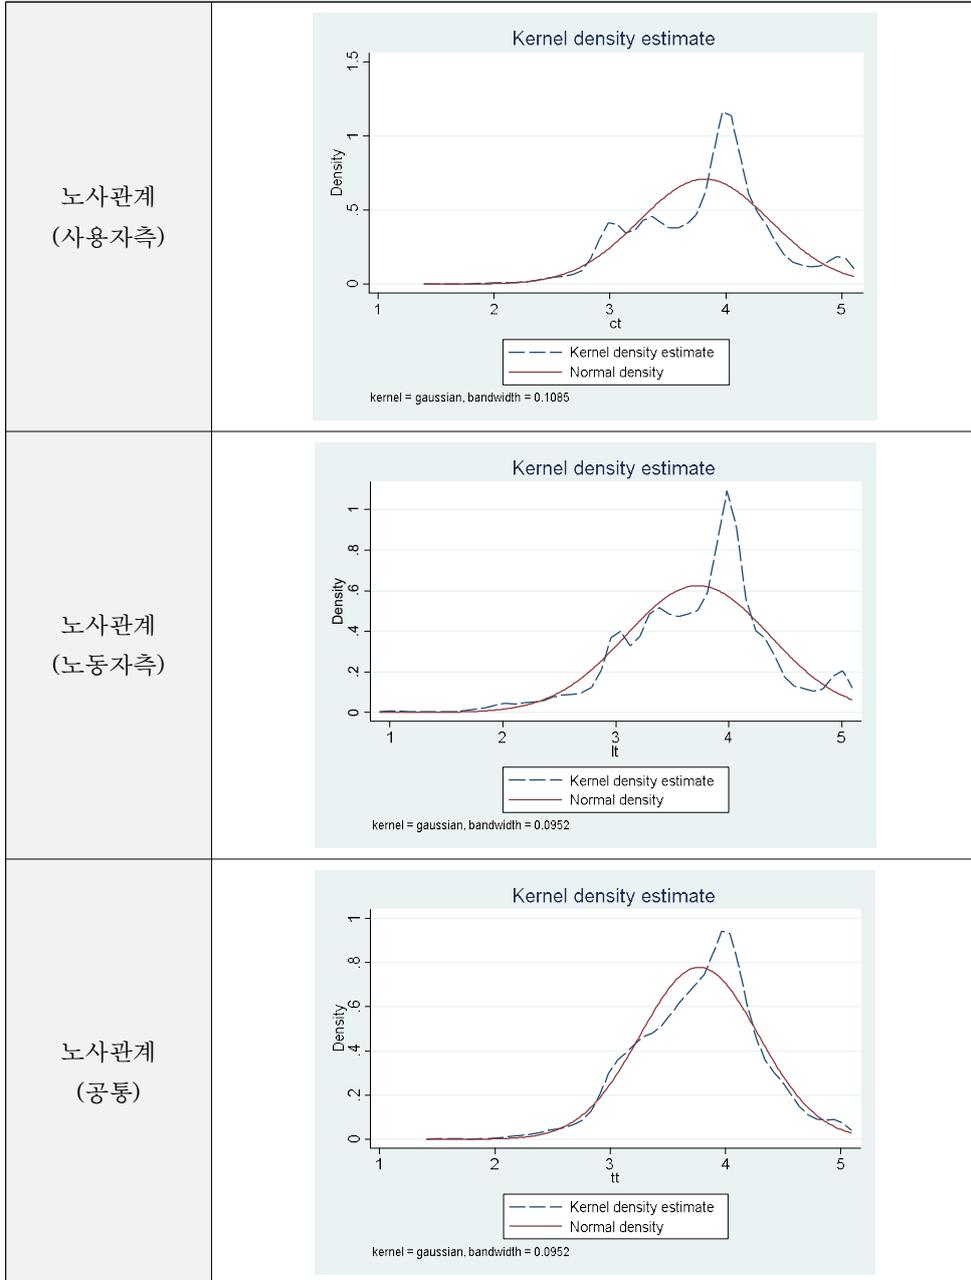 노사관계
(사용자측)
Kernel density estimate
1.5
1
.5
0
Density
1 2 3 4 5
ct
Kernel density estimate
Normal density
kernel = gaussian, bandwidth = 0.1085
노사관계
(노동자측)
Kernel density estimate
1
.8
.6
.4
.2
0
Density
1 2 3 4 5
lt
Kernel density estimate
Normal density
kernel = gaussian, bandwidth = 0.0952
노사관계
(공통)
Kernel density estimate
1
.8
.6
.4
.2
0
Density
1 2 3 4 5
tt
Kernel density estimate
Normal density
kernel = gaussian, bandwidth = 0.0952